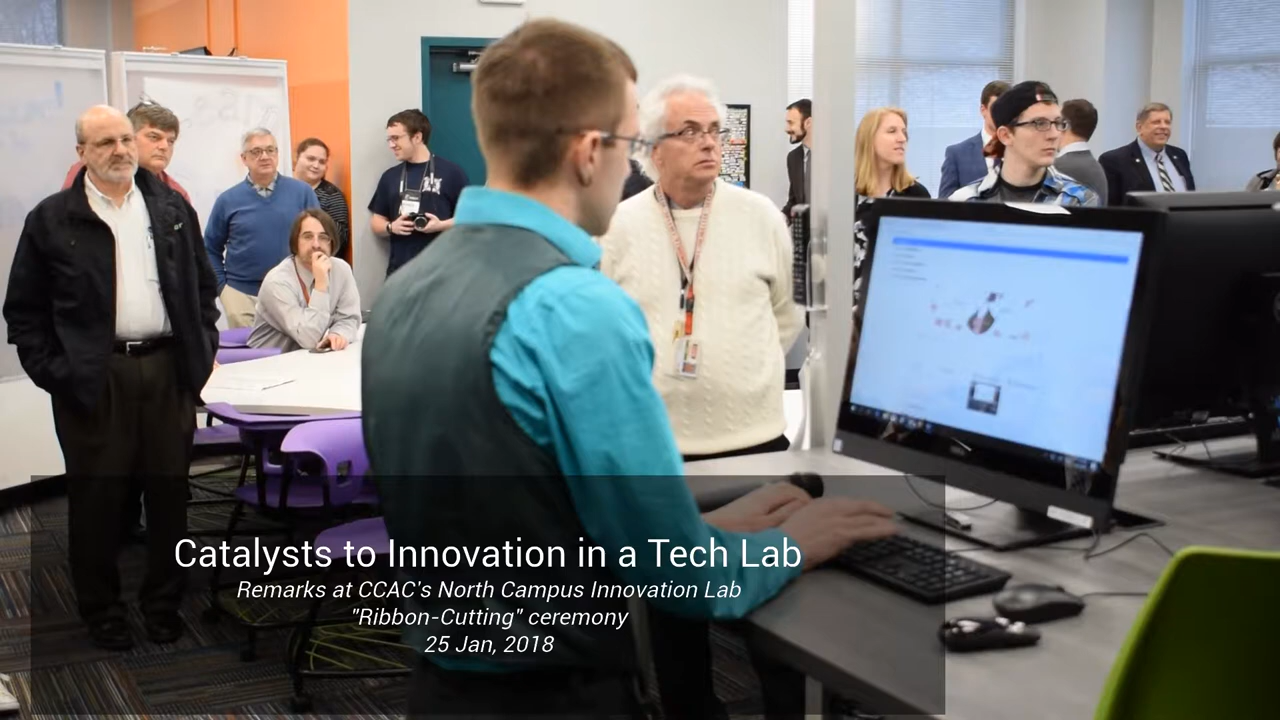 Catalysts to Innovation in a Tech Lab
Remarks at CCAC's North Campus Innovation Lab
"Ribbon-Cutting" ceremony
25 Jan, 2018